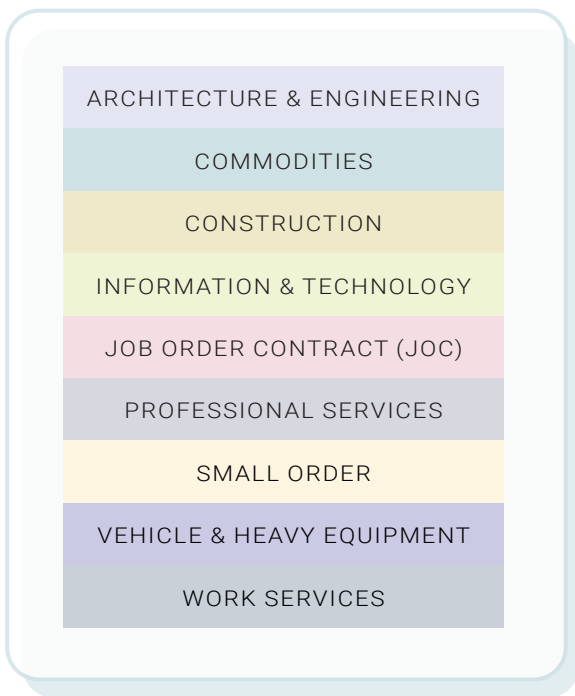 ARCHITECTURE & ENGINEERING
COMMODITIES
CONSTRUCTION
INFORMATION & TECHNOLOGY
JOB ORDER CONTRACT (JOC)
PROFESSIONAL SERVICES
SMALL ORDER
VEHICLE & HEAVY EQUIPMENT
WORK SERVICES